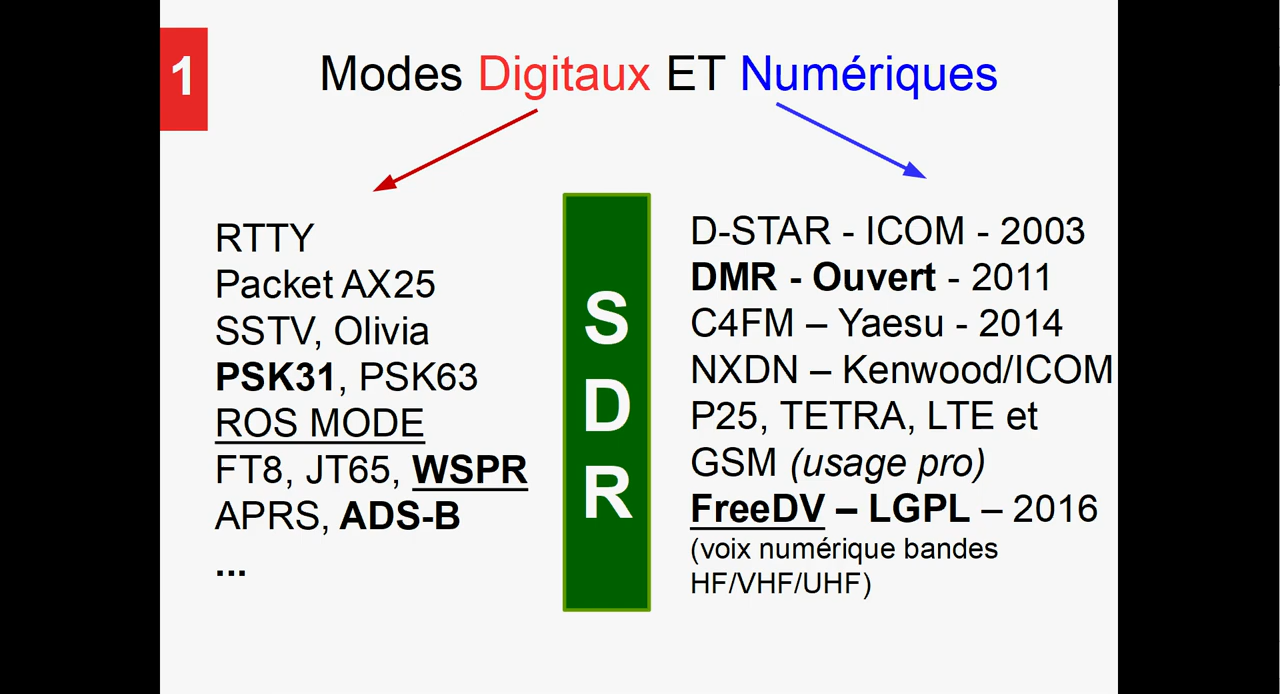 1
Modes Digitaux ET Numériques
RTTY
Packet AX25
SSTV, Olivia
PSK31, PSK63
ROS MODE
FT8, JT65, WSPR
APRS, ADS-B
...
S
D
R
D-STAR - ICOM - 2003
DMR - Ouvert - 2011
C4FM – Yaesu - 2014
NXDN – Kenwood/ICOM
P25, TETRA, LTE et
GSM (usage pro)
FreeDV – LGPL – 2016
(voix numérique bandes
HF/VHF/UHF)